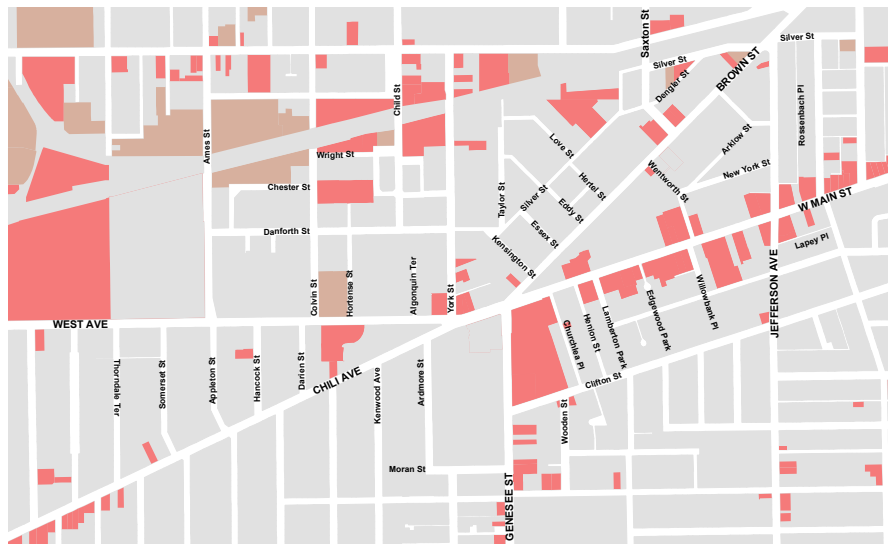 Saxton St
Silver St
Silver St
BROWN ST
Dengler St
Child St
Rossenbach Pl
Ames St
Arklow St
Love St
Wright St
Wentworth St
New York St
Chester St
Hertel St
Silver St
Taylor St
Eddy St
W MAIN ST
Danforth St
Essex St
Kensington St
Lapey Pl
Colvin St
Hortense St
Algonquin Ter
York St
Willowbank Pl
JEFFERSON AVE
Edgewood Park
WEST AVE
Churchlea Pl
Henion St
Lamberton Park
Thorndale Ter
Somerset St
Appleton St
Hancock St
Darien St
CHILI AVE
Kenwood Ave
Ardmore St
Clifton St
Wooden St
Moran St
GENESEE ST